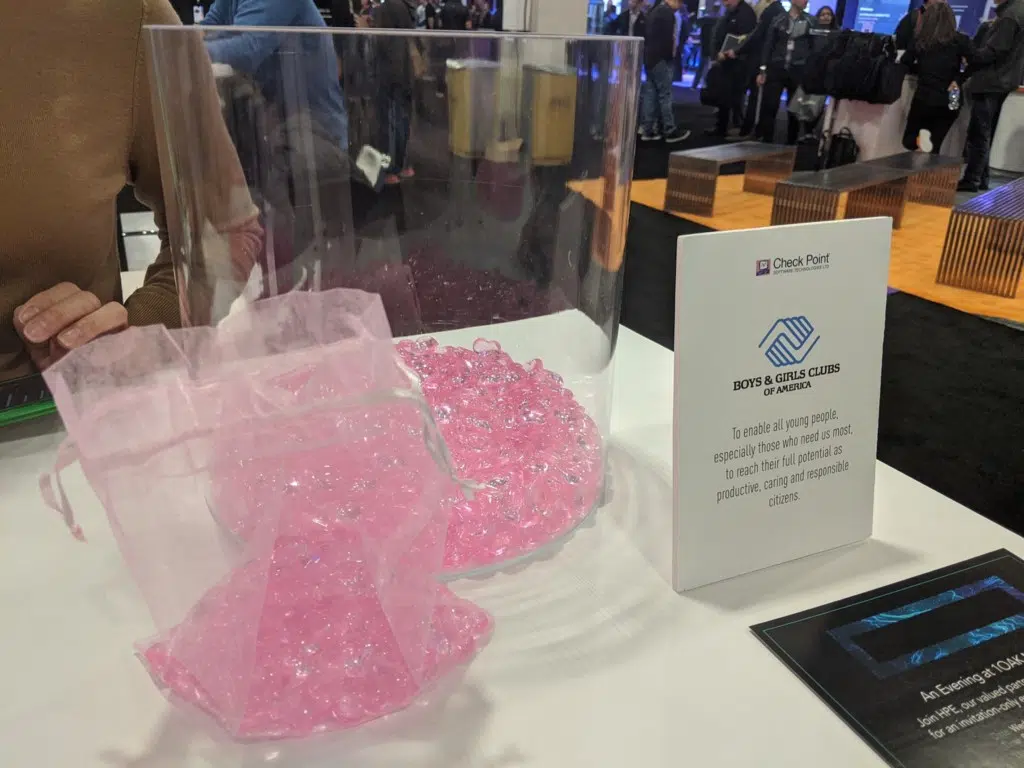 Check Point
SOFTWARE TECHNOLOGIES LTD
BOYS & GIRLS CLUBS
OF AMERICA
To enable all young people,
especially those who need us most,
to reach their full potential as
productive, caring and responsible
citizens.
An Evening at 1OAK
Join HPE, our valued
for an invitation-only